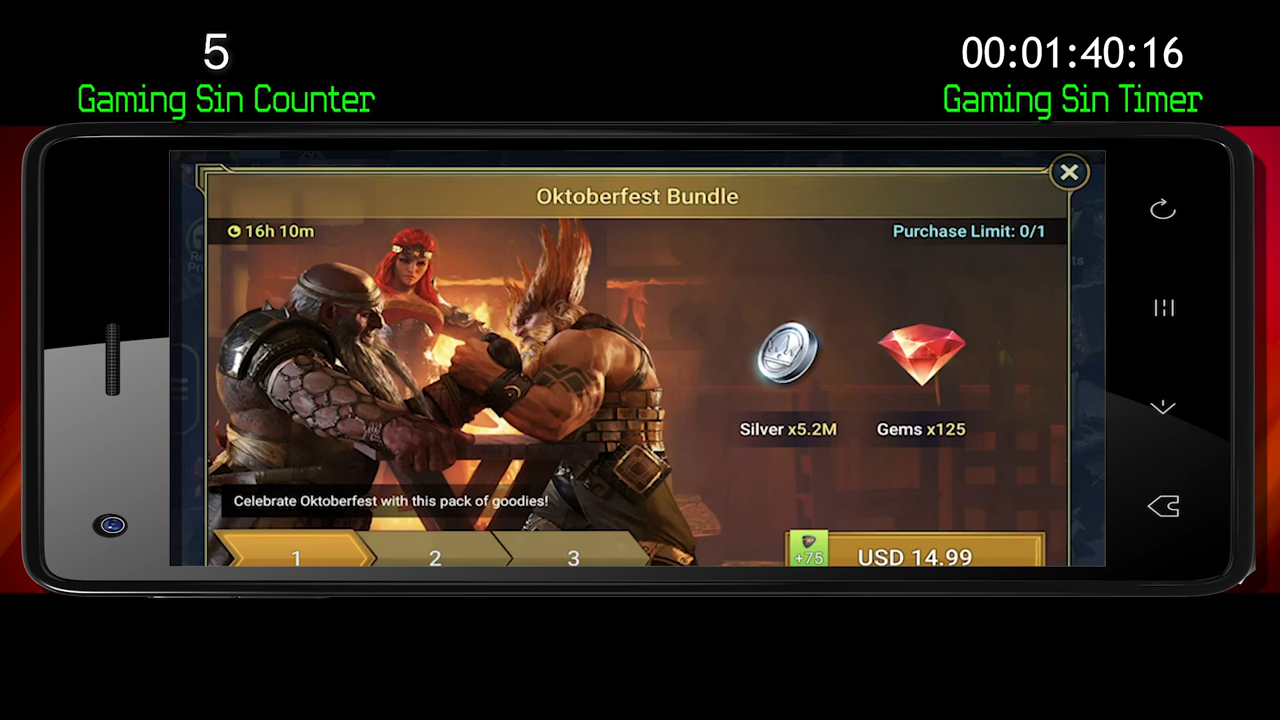 5
00:01:40:16
Gaming Sin Counter
Gaming Sin Timer
Oktoberfest Bundle
16h 10m
Purchase Limit: 0/1
Silver x5.2M
Gems x125
Celebrate Oktoberfest with this pack of goodies!
1
2
3
+75
USD 14.99